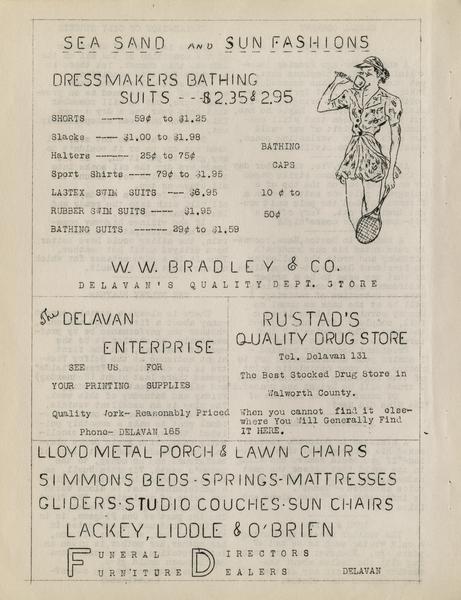 SEA SAND AND SUN FASHIONS
DRESSMAKERS BATHING
SUITS --$2.35 & 2.95
SHORTS ---- 59¢ to $1.25
Slacks ---- $1.00 to $1.98
Halters ------ 25¢ to 75¢
Sport Shirts ---- 79¢ to $1.95
LASTEX SWIM SUITS --- $6.95
RUBBER SWIM SUITS ---- $1.95
BATHING SUITS ------ 29¢ to $1.59
BATHING
CAPS
10 ¢ to
50¢
W. W. BRADLEY & CO.
DELAVAN'S QUALITY DEPT. STORE
The DELAVAN
ENTERPRISE
SEE US FOR
YOUR PRINTING SUPPLIES
Quality Work- Reasonably Priced
Phone- DELAVAN 165
RUSTAD'S
QUALITY DRUG STORE
Tel. Delavan 131
The Best Stocked Drug Store in
Walworth County.
When you cannot find it else-
where You Will Generally Find
IT HERE.
LLOYD METAL PORCH & LAWN CHAIRS
SIMMONS BEDS·SPRINGS·MATTRESSES
GLIDERS·STUDIO COUCHES·SUN CHAIRS
LACKEY, LIDDLE & O'BRIEN
FUNERAL DIRECTORS
FURNITURE DEALERS DELAVAN